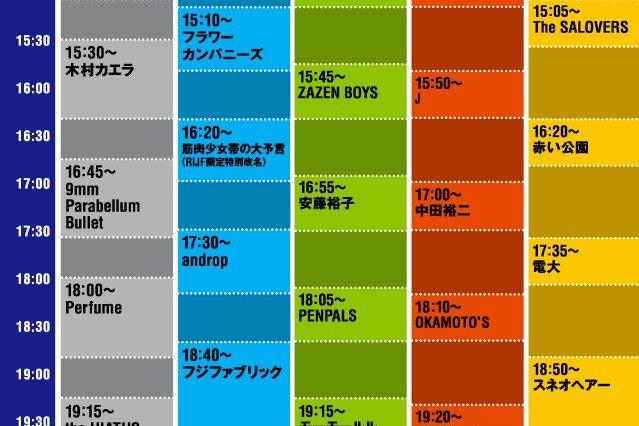 15:30
16:00
16:30
17:00
17:30
18:00
18:30
19:00
19:30
15:30～
木村カエラ
16:45～
9mm
Parabellum
Bullet
18:00～
Perfume
19:15～
the HIATUS
15:10～
フラワー
カンパニーズ
16:20～
筋肉少女帯の大予言
（RIJF限定特別改名）
17:30～
androp
18:40～
フジファブリック
15:45～
ZAZEN BOYS
16:55～
安藤裕子
18:05～
PENPALS
19:15～
15:50～
J
17:00～
中田裕二
18:10～
OKAMOTO'S
19:20～
15:05～
The SALOVERS
16:20～
赤い公園
17:35～
電大
18:50～
スネオヘアー